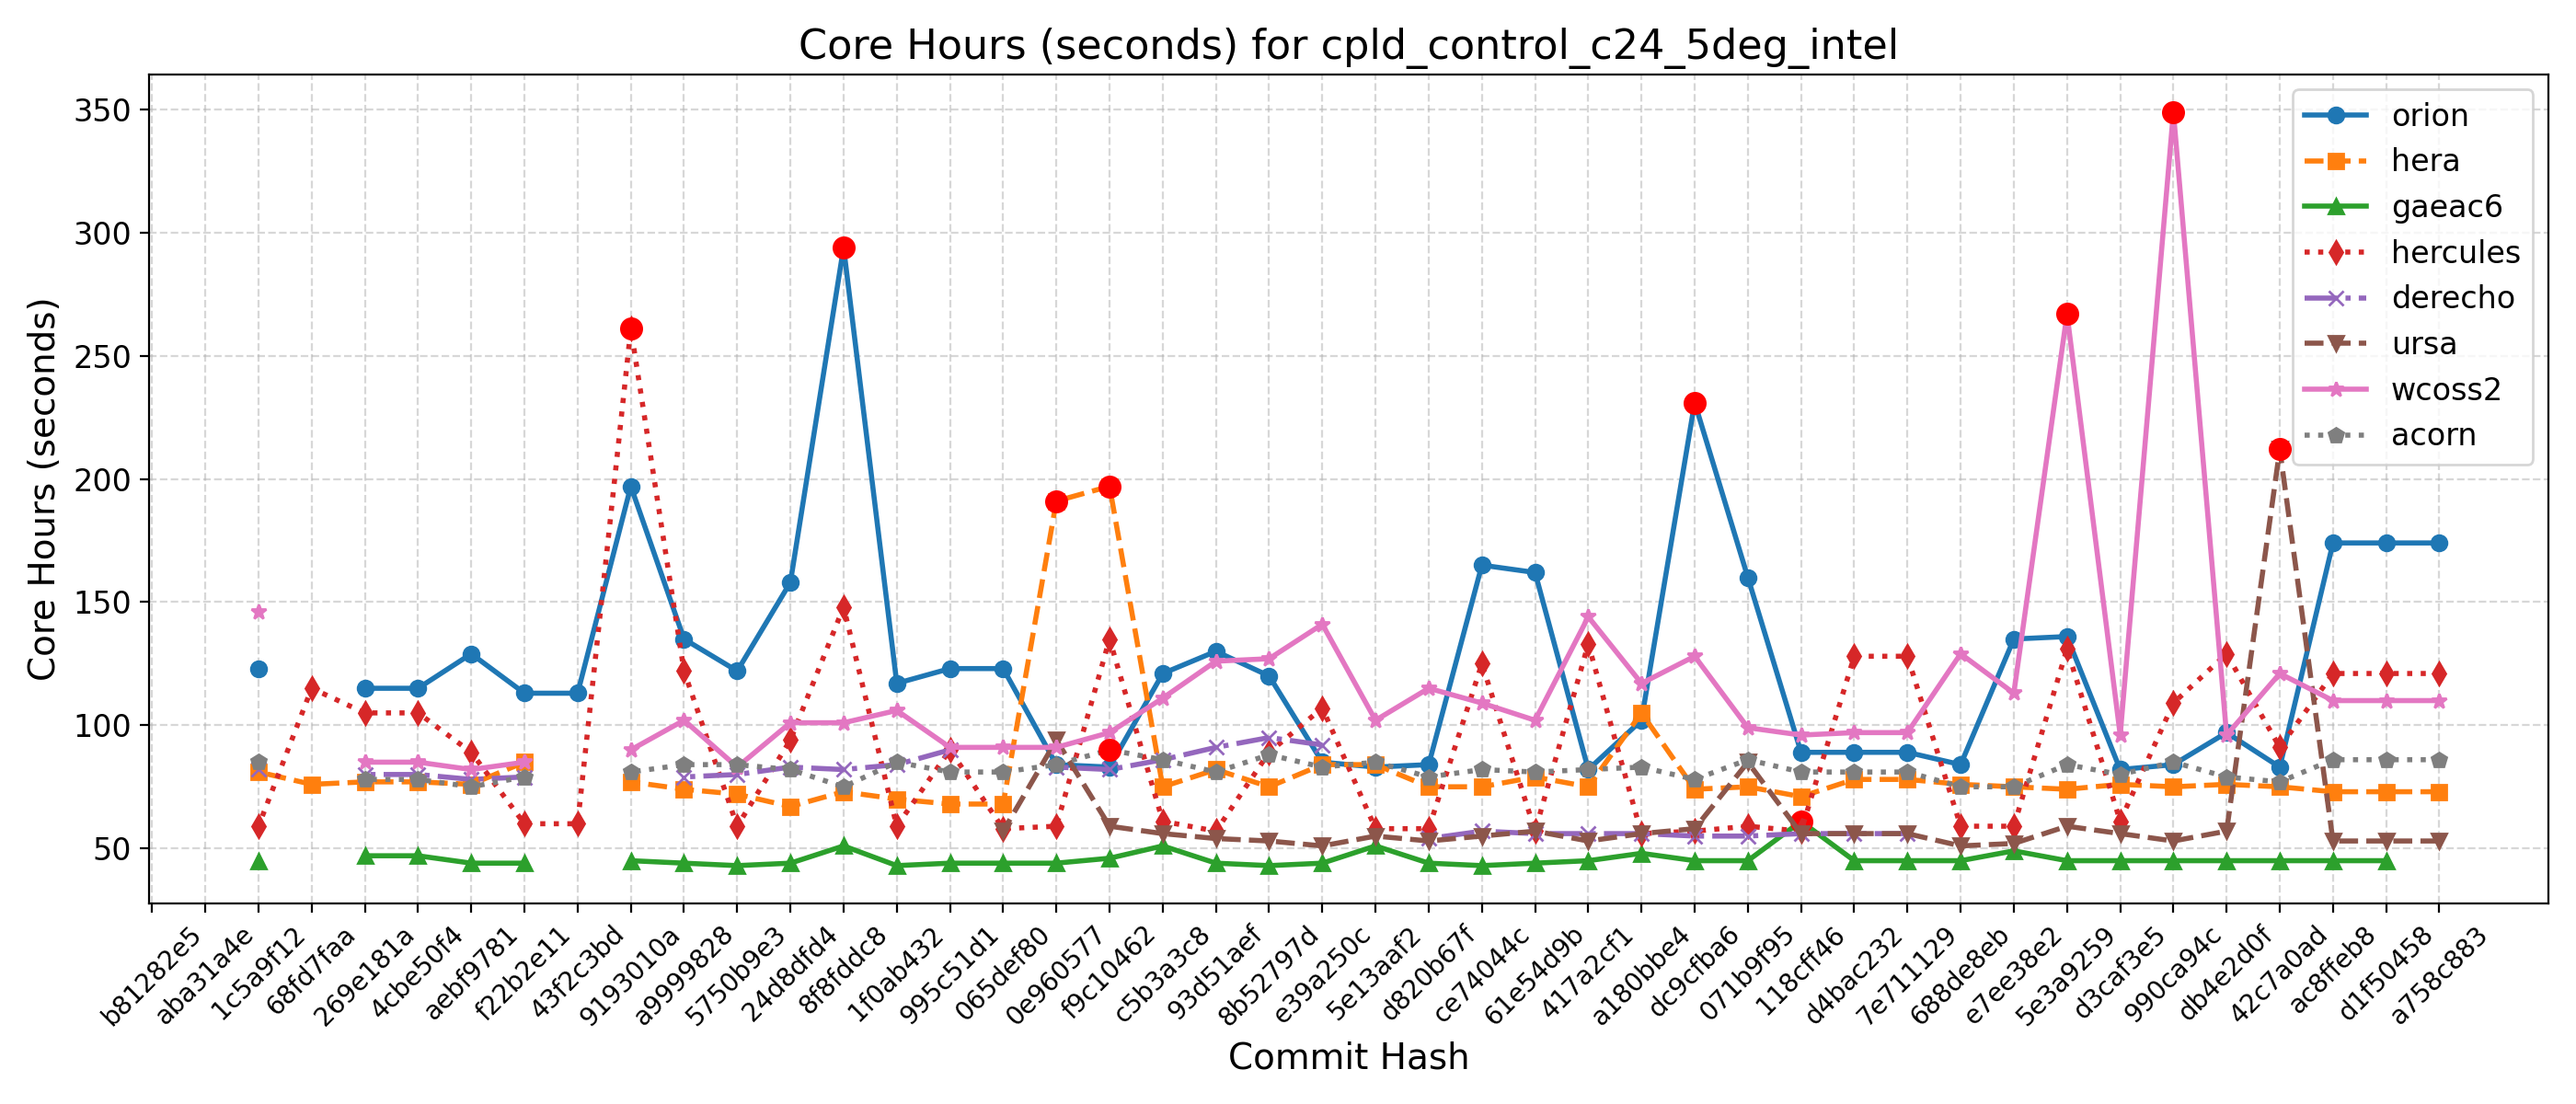 Core Hours (seconds) for cpld_control_c24_5deg_intel
Core Hours (seconds)
350
300
250
200
150
100
50
orion
hera
gaeac6
hercules
derecho
ursa
wcoss2
acorn
b81282e5
aba31a4e
1c5a9f12
68fd7faa
269e181a
4cbe50f4
aebf9781
f22b2e11
43f2c3bd
9193010a
a9999828
5750b9e3
24d8dfd4
8f8fddc8
1f0ab432
995c51d1
065def80
0e960577
f9c10462
c5b3a3c8
93d51aef
8b52797d
e39a250c
5e13aaf2
d820b67f
ce74044c
61e54d9b
417a2cf1
a180bbe4
dc9cfba6
071b9f95
118cff46
d4bac232
7e711129
688de8eb
e7ee38e2
5e3a9259
d3caf3e5
990ca94c
db4e2d0f
42c7a0ad
ac8ffeb8
d1f50458
a758c883
Commit Hash